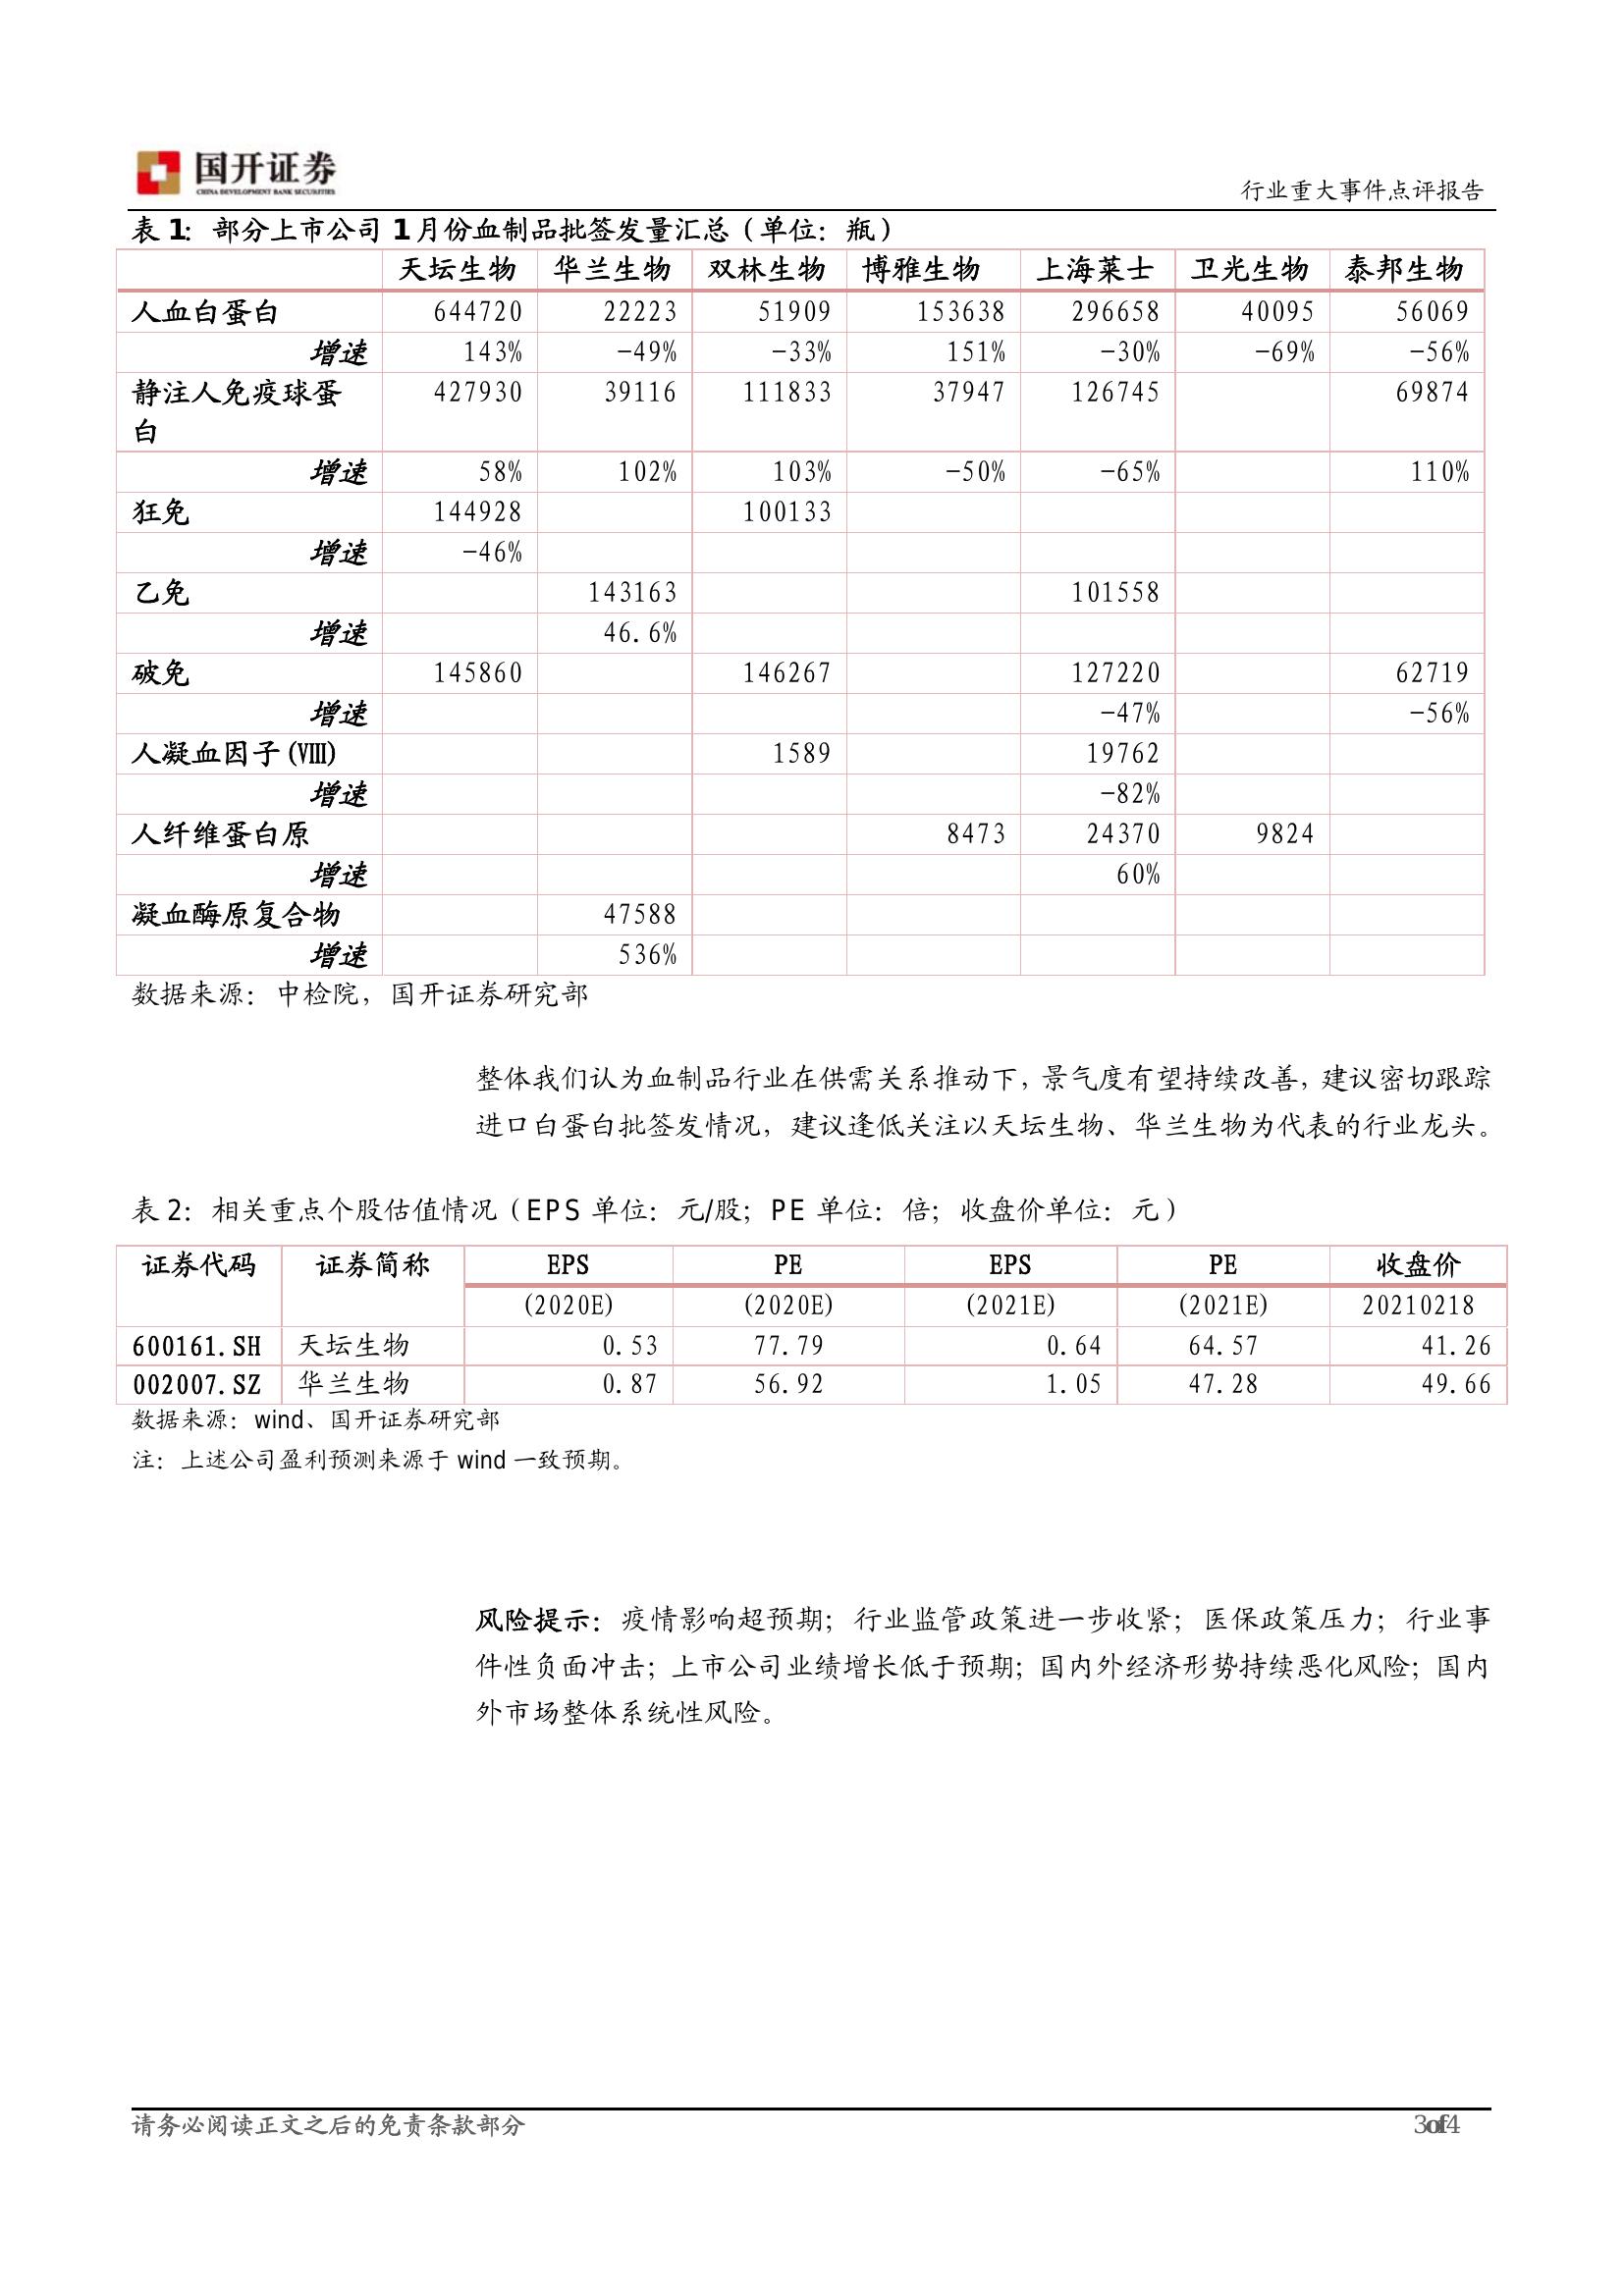 国开证券
CHINA DEVELOPMENT BANK SECURITIES
行业重大事件点评报告
表 1：部分上市公司 1 月份血制品批签发量汇总（单位：瓶）
天坛生物 华兰生物 双林生物 博雅生物 上海莱士 卫光生物 泰邦生物
人血白蛋白 644720 22223 51909 153638 296658 40095 56069
增速 143% -49% -33% 151% -30% -69% -56%
静注人免疫球蛋 427930 39116 111833 37947 126745 69874
白
增速 58% 102% 103% -50% -65% 110%
狂免 144928 100133
增速 -46%
乙免 143163 101558
增速 46.6%
破免 145860 146267 127220 62719
增速 -47% -56%
人凝血因子(Ⅷ) 1589 19762
增速 -82%
人纤维蛋白原 8473 24370 9824
增速 60%
凝血酶原复合物 47588
增速 536%
数据来源：中检院，国开证券研究部
整体我们认为血制品行业在供需关系推动下，景气度有望持续改善，建议密切跟踪
进口白蛋白批签发情况，建议逢低关注以天坛生物、华兰生物为代表的行业龙头。
表 2：相关重点个股估值情况（EPS 单位：元/股；PE 单位：倍；收盘价单位：元）
证券代码 证券简称 EPS PE EPS PE 收盘价
(2020E) (2020E) (2021E) (2021E) 20210218
600161.SH 天坛生物 0.53 77.79 0.64 64.57 41.26
002007.SZ 华兰生物 0.87 56.92 1.05 47.28 49.66
数据来源：wind、国开证券研究部
注：上述公司盈利预测来源于 wind 一致预期。
风险提示：疫情影响超预期；行业监管政策进一步收紧；医保政策压力；行业事
件性负面冲击；上市公司业绩增长低于预期；国内外经济形势持续恶化风险；国内
外市场整体系统性风险。
请务必阅读正文之后的免责条款部分
3of4